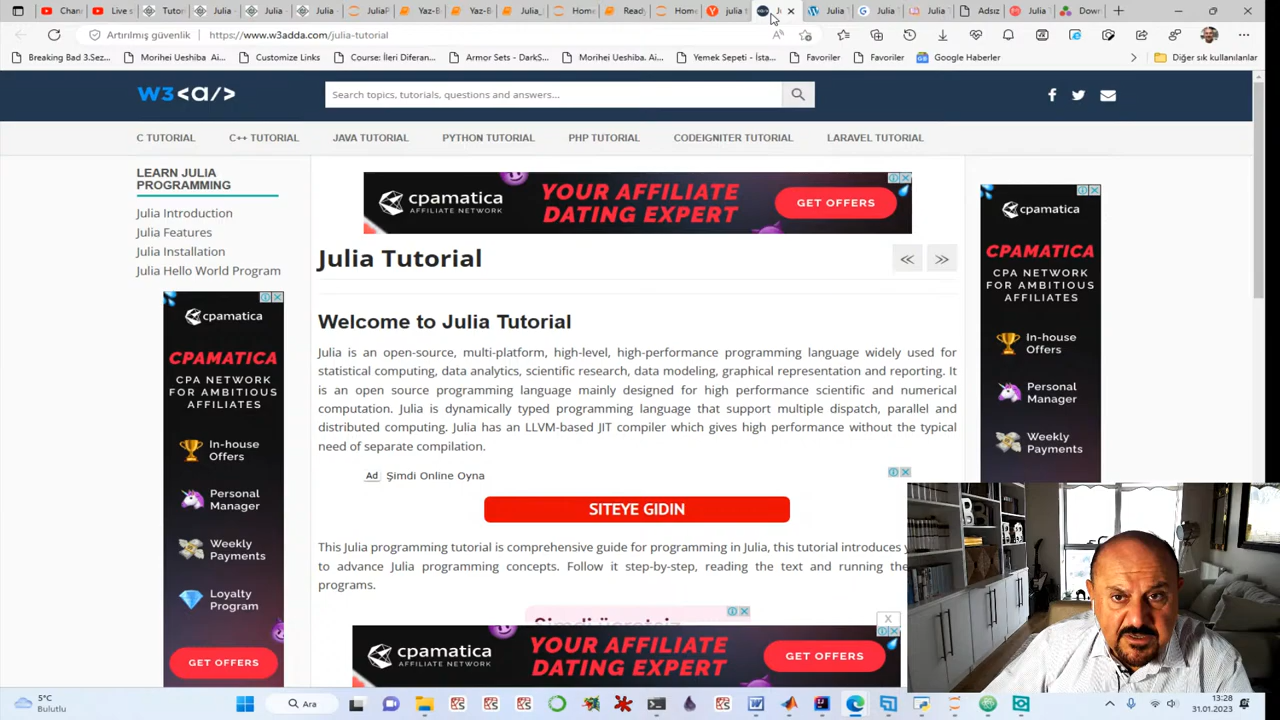 Chan
Live s
Tutor
Julia
Julia
Julia
JuliaP
Yaz-B
Yaz-B
Julia_
Home
Ready
Home
julia t
Julia
Julia
Julia
Adsız
Julia
Down
Artırılmış güvenlik
https://www.w3adda.com/julia-tutorial
Breaking Bad 3.Sez...
Morihei Ueshiba Ai...
Customize Links
Course: İleri Diferan...
Armor Sets - DarkS...
Morihei Ueshiba. Ai...
Yemek Sepeti - İsta...
Favoriler
Favoriler
Google Haberler
Diğer sık kullanılanlar
W3<a/>
Search topics, tutorials, questions and answers...
C TUTORIAL
C++ TUTORIAL
JAVA TUTORIAL
PYTHON TUTORIAL
PHP TUTORIAL
CODEIGNITER TUTORIAL
LARAVEL TUTORIAL
LEARN JULIA
PROGRAMMING
Julia Introduction
Julia Features
Julia Installation
Julia Hello World Program
cpamatica
CPAMATICA
CPA NETWORK
FOR AMBITIOUS
AFFILIATES
In-house
Offers
Personal
Manager
Weekly
Payments
Loyalty
Program
GET OFFERS
cpamatica
AFFILIATE NETWORK
YOUR AFFILIATE
DATING EXPERT
GET OFFERS
Julia Tutorial
<<
>>
Welcome to Julia Tutorial
Julia is an open-source, multi-platform, high-level, high-performance programming language widely used for
statistical computing, data analytics, scientific research, data modeling, graphical representation and reporting. It
is an open source programming language mainly designed for high performance scientific and numerical
computation. Julia is dynamically typed programming language that support multiple dispatch, parallel and
distributed computing. Julia has an LLVM-based JIT compiler which gives high performance without the typical
need of separate compilation.
Ad
Şimdi Online Oyna
SITEYE GIDIN
This Julia programming tutorial is comprehensive guide for programming in Julia, this tutorial introduces
to advance Julia programming concepts. Follow it step-by-step, reading the text and running the
programs.
X
cpamatica
AFFILIATE NETWORK
YOUR AFFILIATE
DATING EXPERT
GET OFFERS
cpamatica
CPAMATICA
CPA NETWORK
FOR AMBITIOUS
AFFILIATES
In-house
Offers
Personal
Manager
Weekly
Payments
5°C
Bulutlu
Ara
13:28
31.01.2023